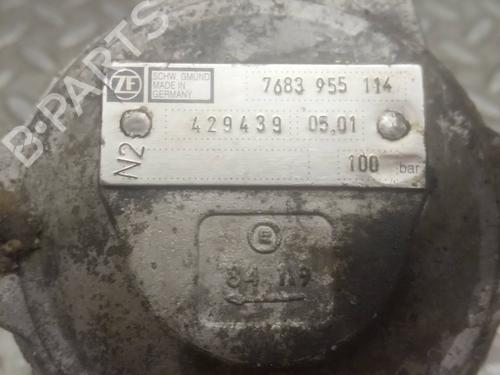 ZF
SCHW. GMÜND
MADE IN
GERMANY
7683 955 114
429439 05,01
N2
100 bar
E
84 119
B-PARTS